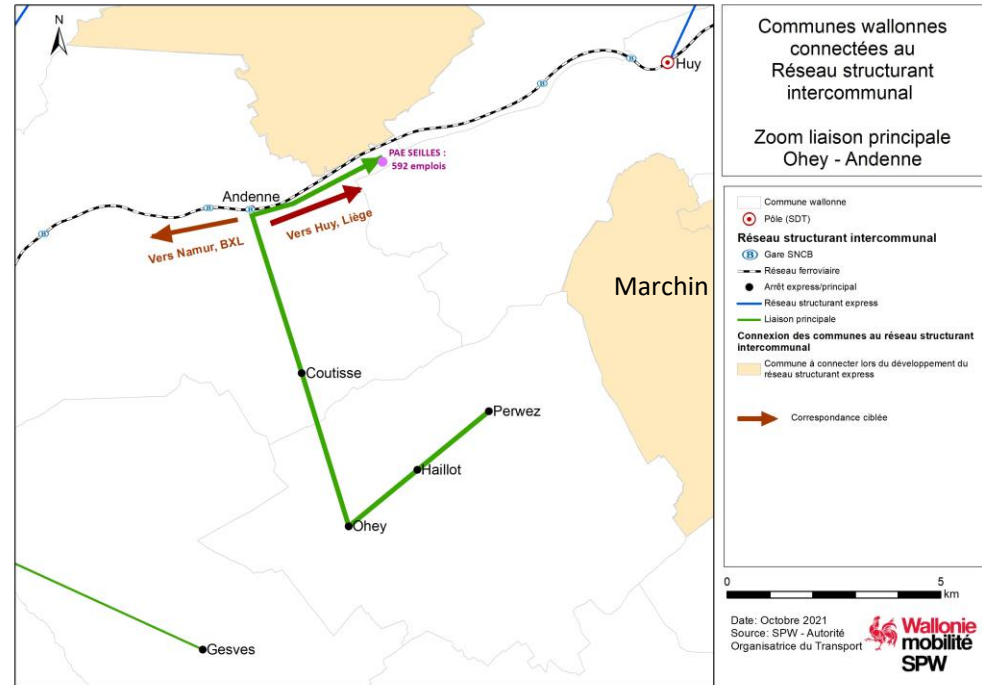 N
Huy
PAE SEILLES :
592 emplois
Andenne
Vers Namur, BXL
Vers Huy, Liège
Marchin
Coutisse
Perwez
Haillot
Ohey
Gesves
Communes wallonnes
connectées au
Réseau structurant
intercommunal
Zoom liaison principale
Ohey - Andenne
Commune wallonne
Pôle (SDT)
Réseau structurant intercommunal
B Gare SNCB
Réseau ferroviaire
Arrêt express/principal
Réseau structurant express
Liaison principale
Connexion des communes au réseau structurant
intercommunal
Commune à connecter lors du développement du
réseau structurant express
Correspondance ciblée
0 5
km
Date: Octobre 2021
Source: SPW - Autorité
Organisatrice du Transport
Wallonie
mobilité
SPW